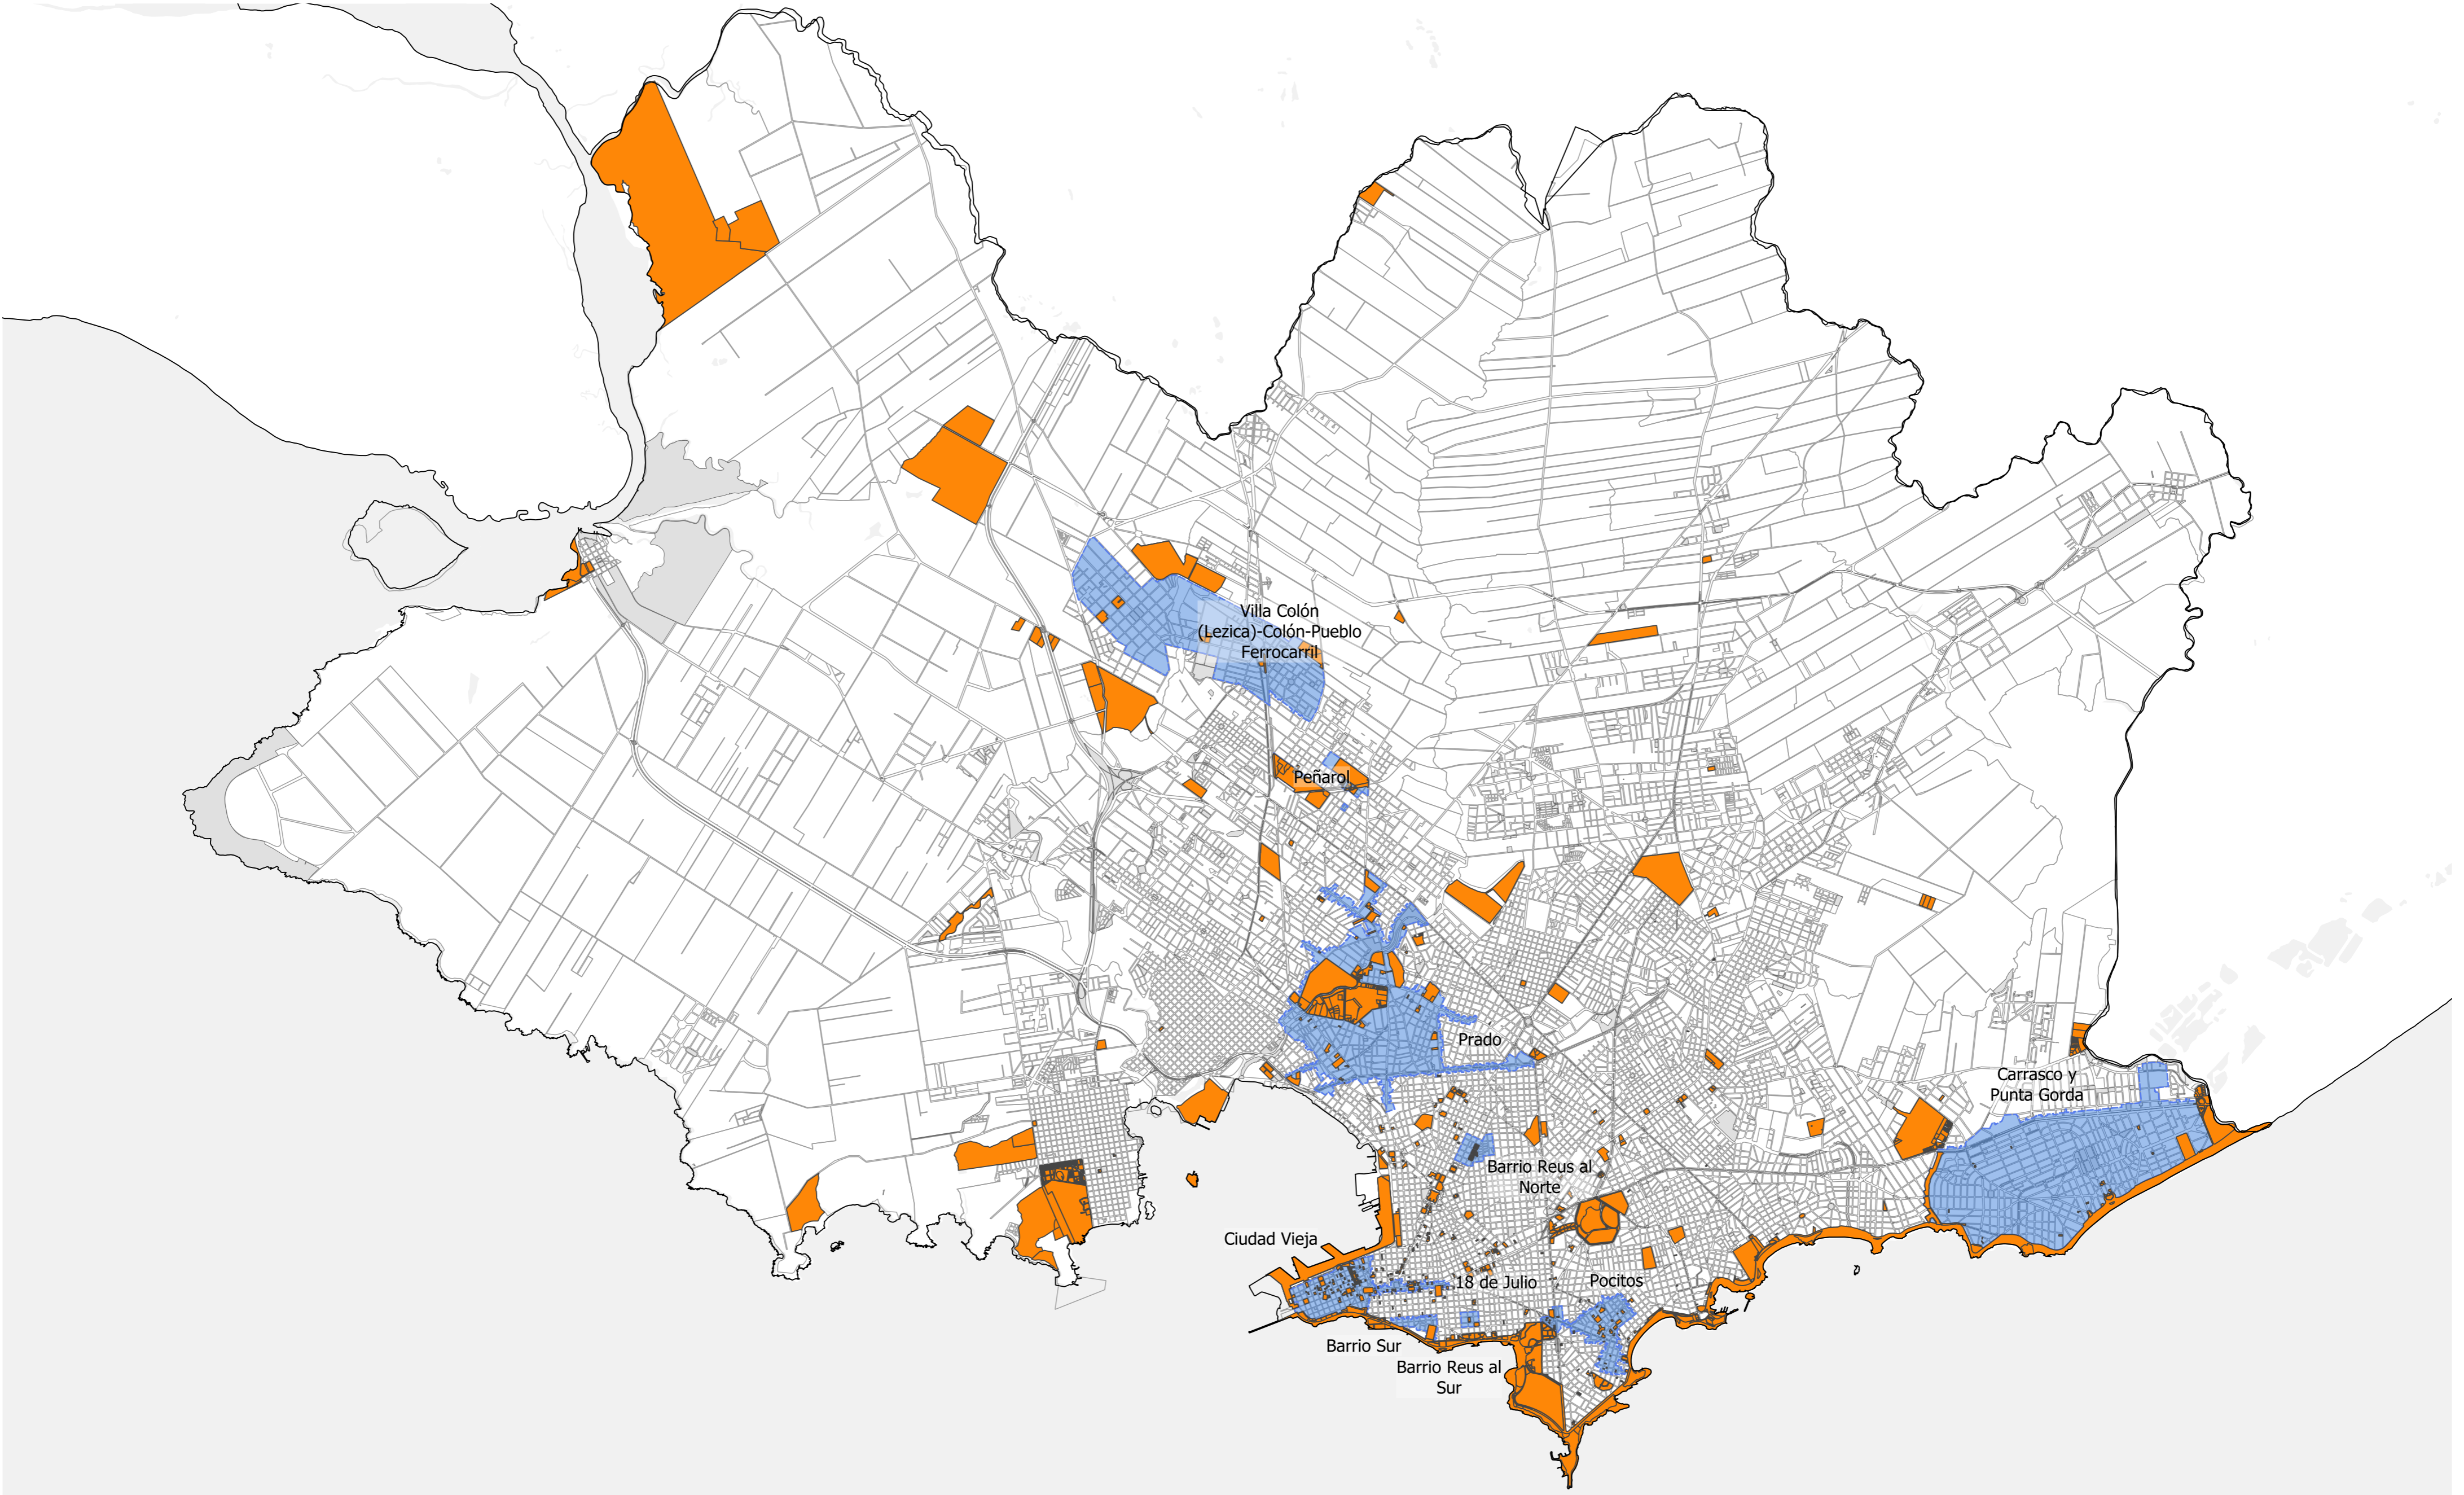 Villa Colón
(Lezica)-Colón-Pueblo
Ferrocarril
Peñarol
Prado
Carrasco y
Punta Gorda
Barrio Reus al
Norte
Ciudad Vieja
18 de Julio
Pocitos
Barrio Sur
Barrio Reus al
Sur